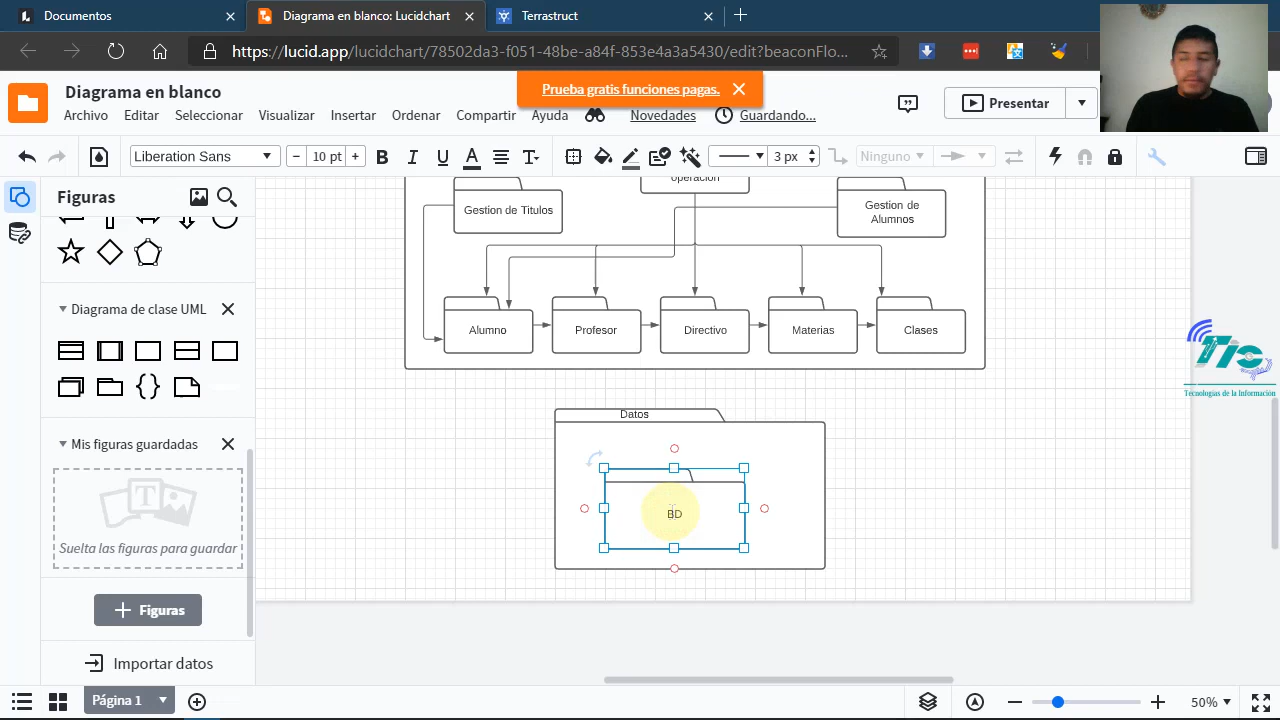 Documentos
Diagrama en blanco: Lucidchart
Terrastruct
https://lucid.app/lucidchart/785026a3-f051-48be-a84f-853e4a3a5430/edit?beaconFlo...
Diagrama en blanco
Prueba gratis funciones pagas.
Archivo Editar Seleccionar Visualizar Insertar Ordenar Compartir Ayuda Novedades Guardando...
Presentar
Liberation Sans
10 pt
Ninguno
3 px
Figuras
operacion
Gestion de Titulos
Gestion de
Alumnos
Diagrama de clase UML
Alumno Profesor Directivo Materias Clases
Tic
Tecnologías de la Información
Datos
Mis figuras guardadas
BD
Suelta las figuras para guardar
Figuras
Importar datos
Página 1
50%